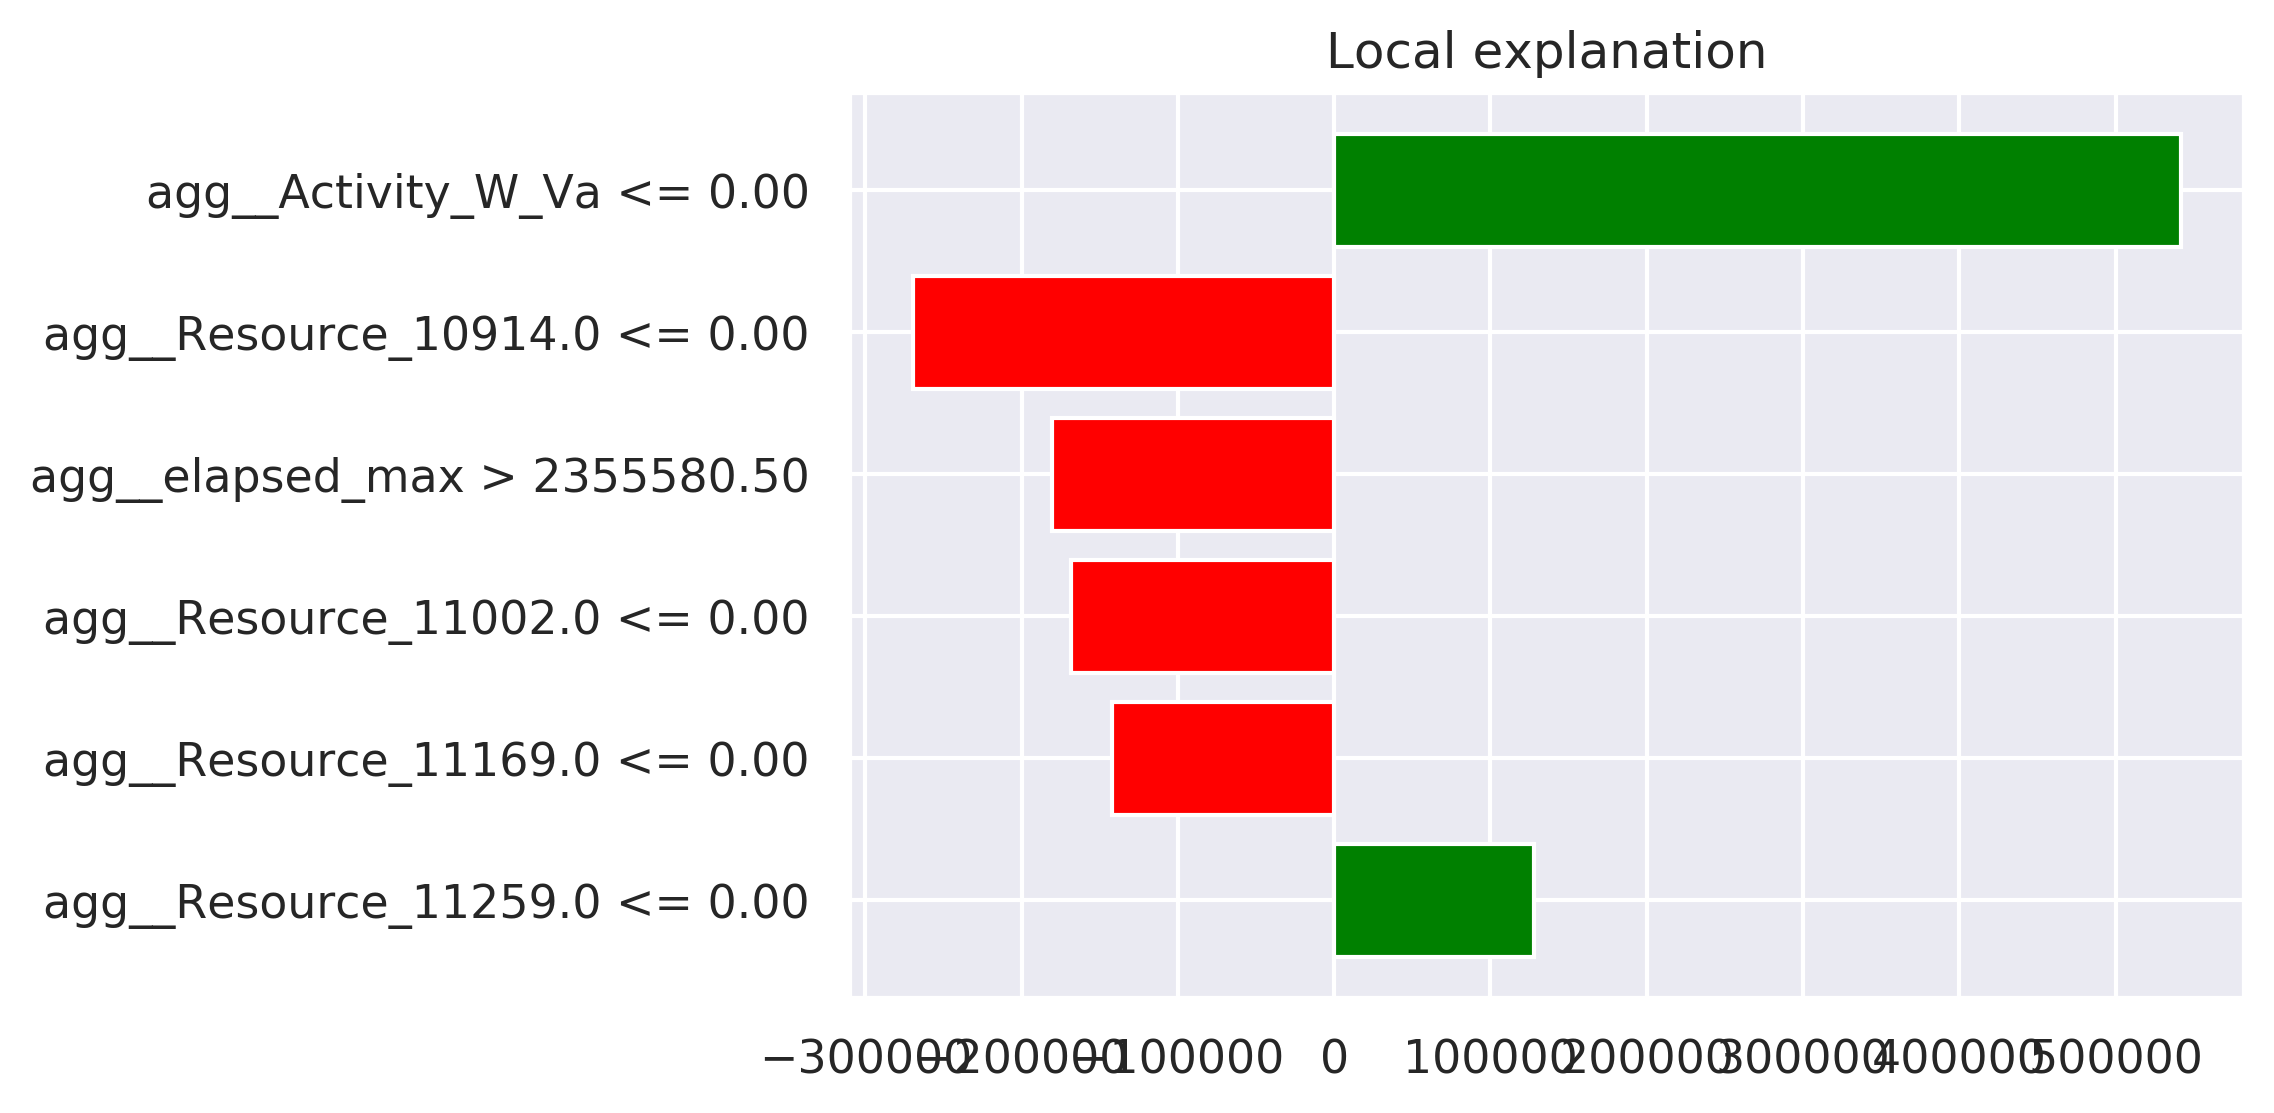 Local explanation
agg__Activity_W_Va <= 0.00
agg__Resource_10914.0 <= 0.00
agg__elapsed_max > 2355580.50
agg__Resource_11002.0 <= 0.00
agg__Resource_11169.0 <= 0.00
agg__Resource_11259.0 <= 0.00
−300000 −200000 −100000 0 100000 200000 300000 400000 500000